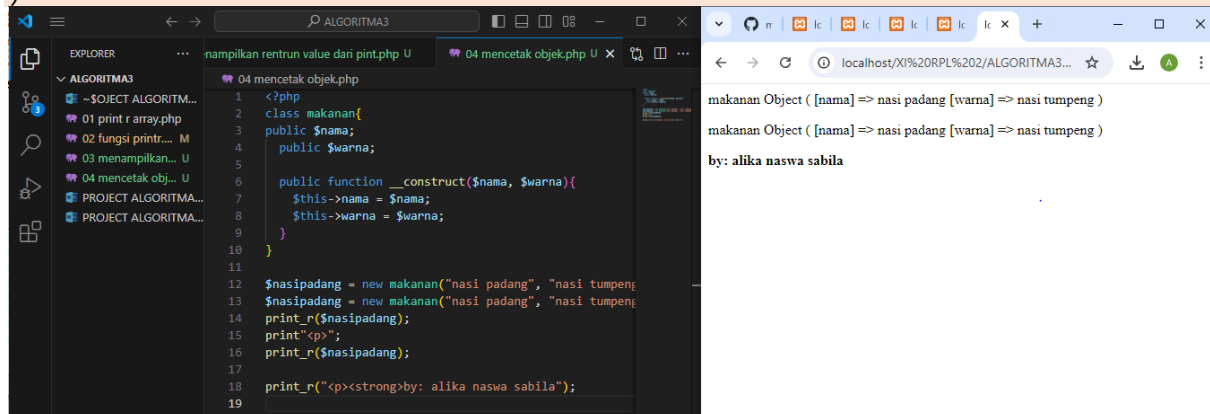 ALGORITMA3
EXPLORER
ALGORITMA3
~$OJECT ALGORITM...
01 print r array.php
02 fungsi printr.... M
03 menampilkan... U
04 mencetak obj... U
PROJECT ALGORITMA...
PROJECT ALGORITMA...
nampilkan rentrun value dari pint.php U
04 mencetak objek.php U
04 mencetak objek.php
1 <?php
2 class makanan{
3 public $nama;
4 public $warna;
5
6 public function __construct($nama, $warna){
7 $this->nama = $nama;
8 $this->warna = $warna;
9 }
10 }
11
12 $nasipadang = new makanan("nasi padang", "nasi tumpeng
13 $nasipadang = new makanan("nasi padang", "nasi tumpeng
14 print_r($nasipadang);
15 print"<p>";
16 print_r($nasipadang);
17
18 print_r("<p><strong>by: alika naswa sabila");
19
3
lc
lc
lc
lc
lc
localhost/XI%20RPL%202/ALGORITMA3...
A
makanan Object ( [nama] => nasi padang [warna] => nasi tumpeng )
makanan Object ( [nama] => nasi padang [warna] => nasi tumpeng )
by: alika naswa sabila